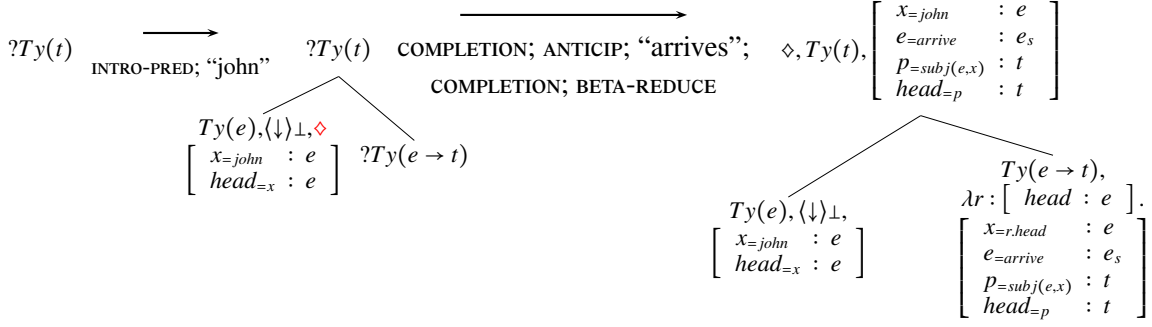 ?Ty(t)
INTRO-PRED; “john”
?Ty(t)
Ty(e),⟨↓⟩⊥,◇
[ x=john : e
head=x : e ]
?Ty(e → t)
COMPLETION; ANTICIP; “arrives”;
COMPLETION; BETA-REDUCE
◇, Ty(t), [ x=john : e
e=arrive : es
p=subj(e,x) : t
head=p : t ]
Ty(e),⟨↓⟩⊥,
[ x=john : e
head=x : e ]
Ty(e → t),
λr : [ head : e ].
[ x=r.head : e
e=arrive : es
p=subj(e,x) : t
head=p : t ]